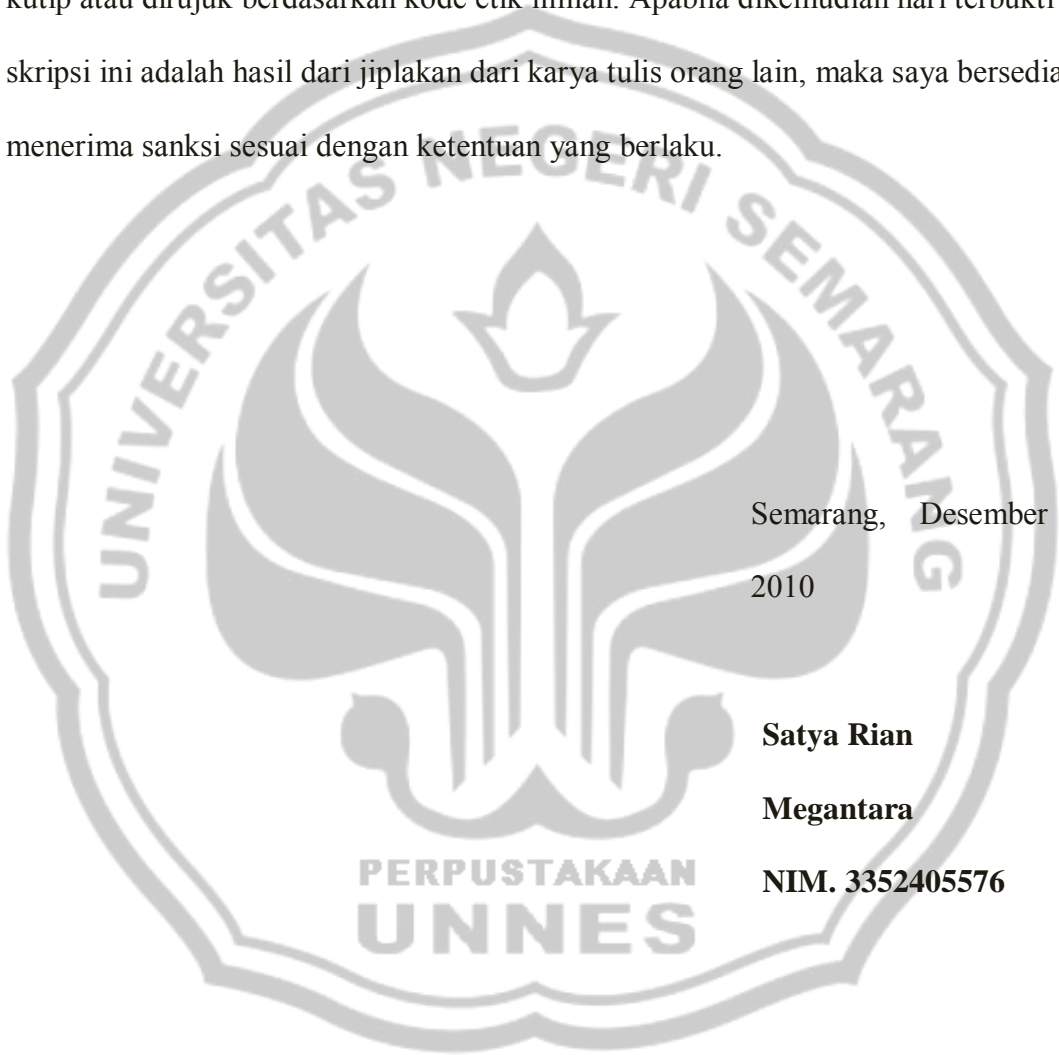 kutip atau dirujuk berdasarkan kode etik ilmiah. Apabila dikemudian hari terbukti
skripsi ini adalah hasil dari jiplakan dari karya tulis orang lain, maka saya bersedia
menerima sanksi sesuai dengan ketentuan yang berlaku.
UNIVERSITAS NEGERI SEMARANG
Semarang, Desember
2010
Satya Rian
Megantara
NIM. 3352405576
PERPUSTAKAAN
UNNES